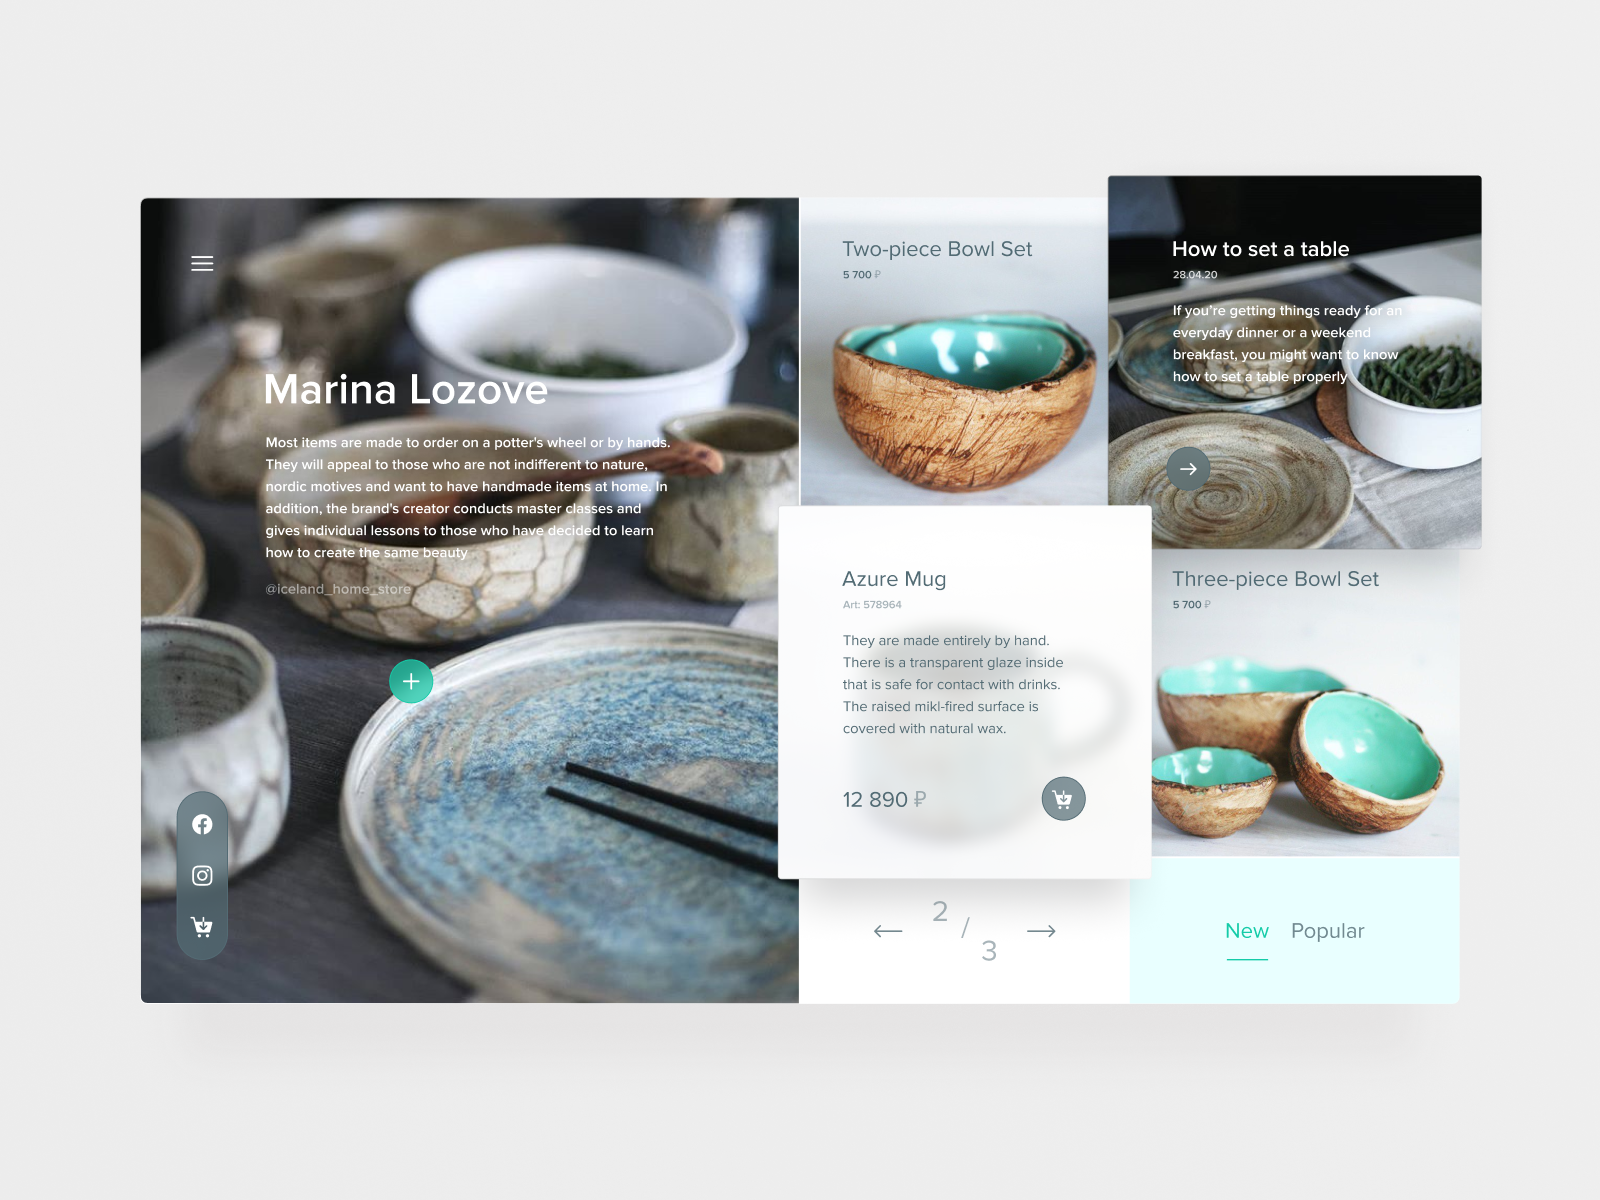 Marina Lozove
Most items are made to order on a potter's wheel or by hands.
They will appeal to those who are not indifferent to nature,
nordic motives and want to have handmade items at home. In
addition, the brand's creator conducts master classes and
gives individual lessons to those who have decided to learn
how to create the same beauty
@iceland_home_store
Two-piece Bowl Set
5 700 ₽
How to set a table
28.04.20
If you're getting things ready for an
everyday dinner or a weekend
breakfast, you might want to know
how to set a table properly
Azure Mug
Art: 578964
They are made entirely by hand.
There is a transparent glaze inside
that is safe for contact with drinks.
The raised mikl-fired surface is
covered with natural wax.
12 890 ₽
Three-piece Bowl Set
5 700 ₽
2 / 3
New Popular